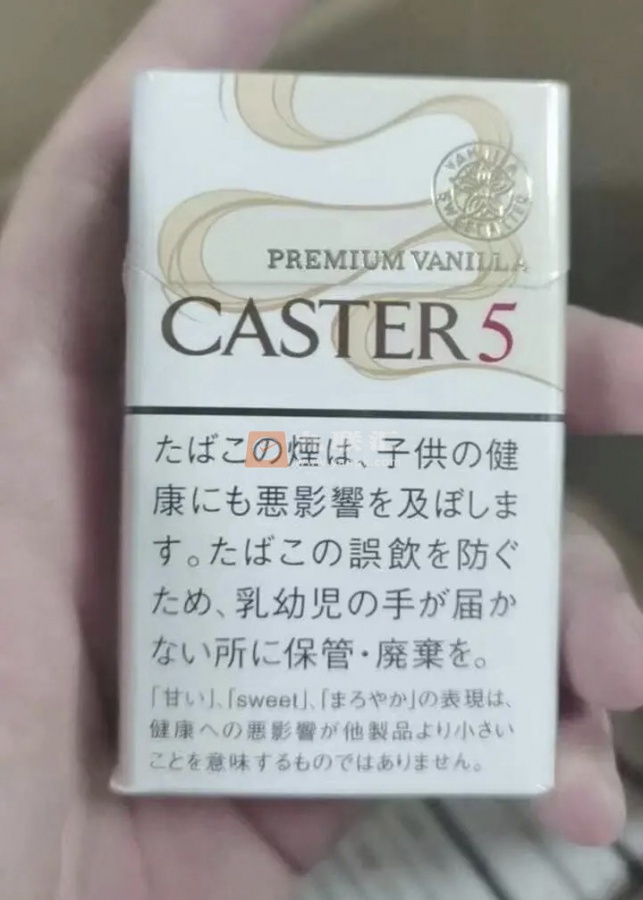 VANILLA
SWEETNITED
PREMIUM VANILLA
CASTER 5
たばこの煙は、子供の健
康にも悪影響を及ぼしま
す。たばこの誤飲を防ぐ
ため、乳幼児の手が届か
ない所に保管・廃棄を。
「甘い」、「sweet」、「まろやか」の表現は、
健康への悪影響が他製品より小さい
ことを意味するものではありません。